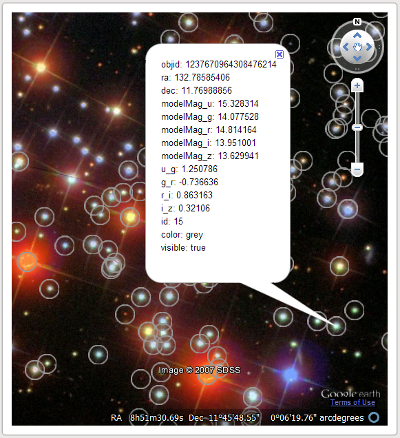 N
objid: 1237670964308476214
ra: 132.78585406
dec: 11.76988856
modelMag_u: 15.328314
modelMag_g: 14.077528
modelMag_r: 14.814164
modelMag_i: 13.951001
modelMag_z: 13.629941
u_g: 1.250786
g_r: -0.736636
r_i: 0.863163
i_z: 0.32106
id: 15
color: grey
visible: true
Image © 2007 SDSS
Google earth
Terms of Use
RA 8h51m30.69s Dec -11°45'48.55" 0°06'19.76" arcdegrees